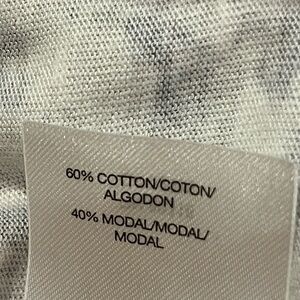 60% COTTON/COTON/
ALGODON
40% MODAL/MODAL/
MODAL